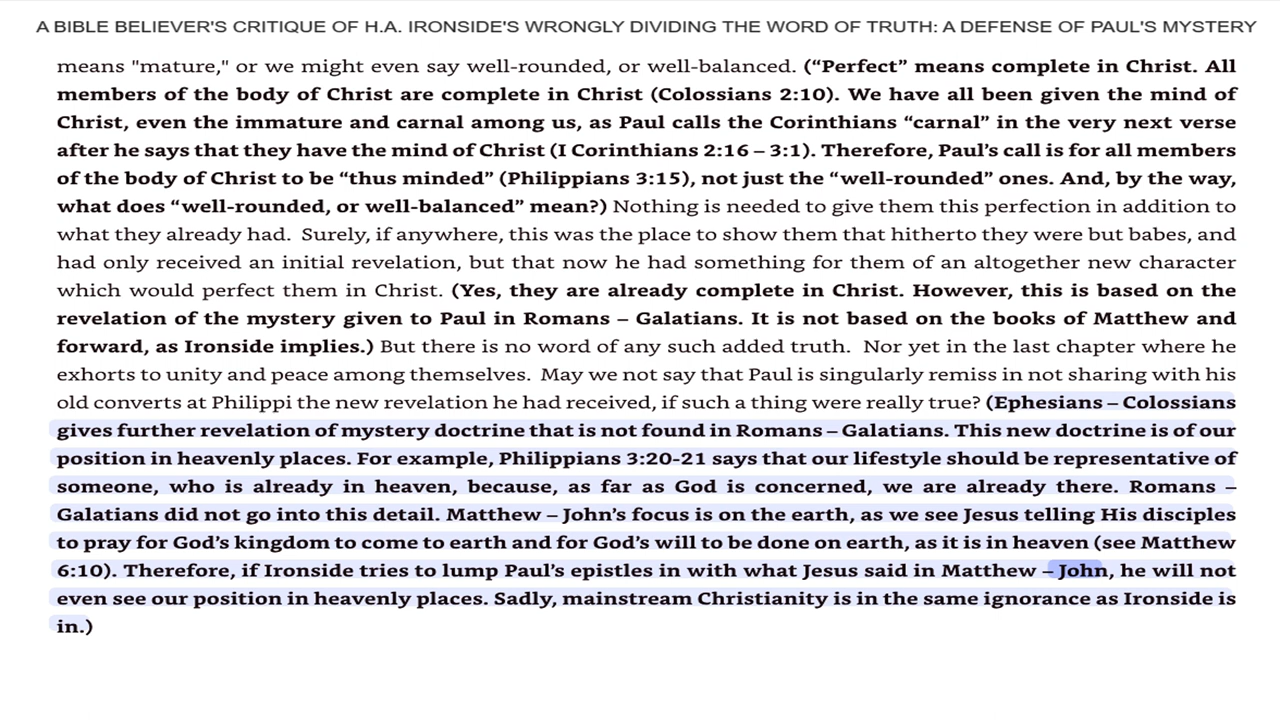 A BIBLE BELIEVER'S CRITIQUE OF H.A. IRONSIDE'S WRONGLY DIVIDING THE WORD OF TRUTH: A DEFENSE OF PAUL'S MYSTERY
means "mature," or we might even say well-rounded, or well-balanced. (“Perfect” means complete in Christ. All
members of the body of Christ are complete in Christ (Colossians 2:10). We have all been given the mind of
Christ, even the immature and carnal among us, as Paul calls the Corinthians “carnal” in the very next verse
after he says that they have the mind of Christ (I Corinthians 2:16 – 3:1). Therefore, Paul’s call is for all members
of the body of Christ to be “thus minded” (Philippians 3:15), not just the “well-rounded” ones. And, by the way,
what does “well-rounded, or well-balanced” mean?) Nothing is needed to give them this perfection in addition to
what they already had. Surely, if anywhere, this was the place to show them that hitherto they were but babes, and
had only received an initial revelation, but that now he had something for them of an altogether new character
which would perfect them in Christ. (Yes, they are already complete in Christ. However, this is based on the
revelation of the mystery given to Paul in Romans – Galatians. It is not based on the books of Matthew and
forward, as Ironside implies.) But there is no word of any such added truth. Nor yet in the last chapter where he
exhorts to unity and peace among themselves. May we not say that Paul is singularly remiss in not sharing with his
old converts at Philippi the new revelation he had received, if such a thing were really true? (Ephesians – Colossians
gives further revelation of mystery doctrine that is not found in Romans – Galatians. This new doctrine is of our
position in heavenly places. For example, Philippians 3:20-21 says that our lifestyle should be representative of
someone, who is already in heaven, because, as far as God is concerned, we are already there. Romans –
Galatians did not go into this detail. Matthew – John’s focus is on the earth, as we see Jesus telling His disciples
to pray for God’s kingdom to come to earth and for God’s will to be done on earth, as it is in heaven (see Matthew
6:10). Therefore, if Ironside tries to lump Paul’s epistles in with what Jesus said in Matthew – John, he will not
even see our position in heavenly places. Sadly, mainstream Christianity is in the same ignorance as Ironside is
in.)